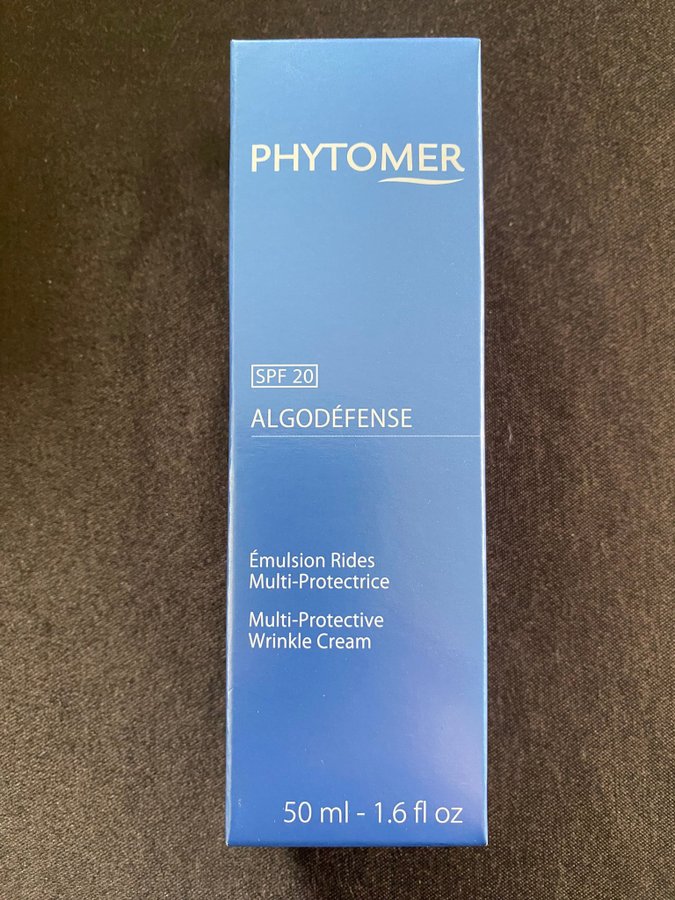 PHYTOMER
SPF 20
ALGODÉFENSE
Émulsion Rides
Multi-Protectrice
Multi-Protective
Wrinkle Cream
50 ml - 1.6 fl oz